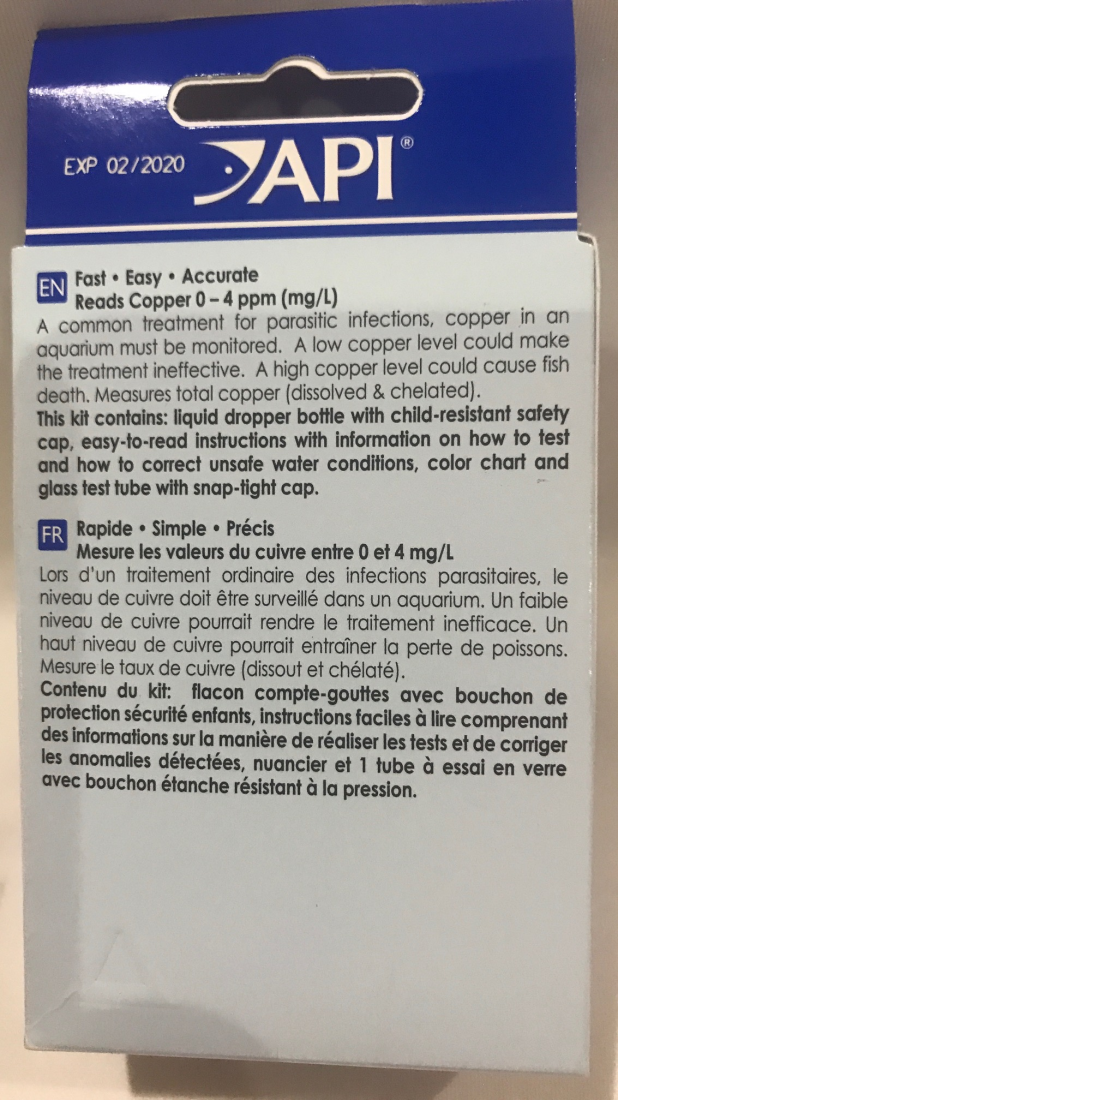 EXP 02/2020
API®
EN
Fast • Easy • Accurate
Reads Copper 0 – 4 ppm (mg/L)
A common treatment for parasitic infections, copper in an
aquarium must be monitored. A low copper level could make
the treatment ineffective. A high copper level could cause fish
death. Measures total copper (dissolved & chelated).
This kit contains: liquid dropper bottle with child-resistant safety
cap, easy-to-read instructions with information on how to test
and how to correct unsafe water conditions, color chart and
glass test tube with snap-tight cap.
FR
Rapide • Simple • Précis
Mesure les valeurs du cuivre entre 0 et 4 mg/L
Lors d'un traitement ordinaire des infections parasitaires, le
niveau de cuivre doit être surveillé dans un aquarium. Un faible
niveau de cuivre pourrait rendre le traitement inefficace. Un
haut niveau de cuivre pourrait entraîner la perte de poissons.
Mesure le taux de cuivre (dissout et chélaté).
Contenu du kit: flacon compte-gouttes avec bouchon de
protection sécurité enfants, instructions faciles à lire comprenant
des informations sur la manière de réaliser les tests et de corriger
les anomalies détectées, nuancier et 1 tube à essai en verre
avec bouchon étanche résistant à la pression.